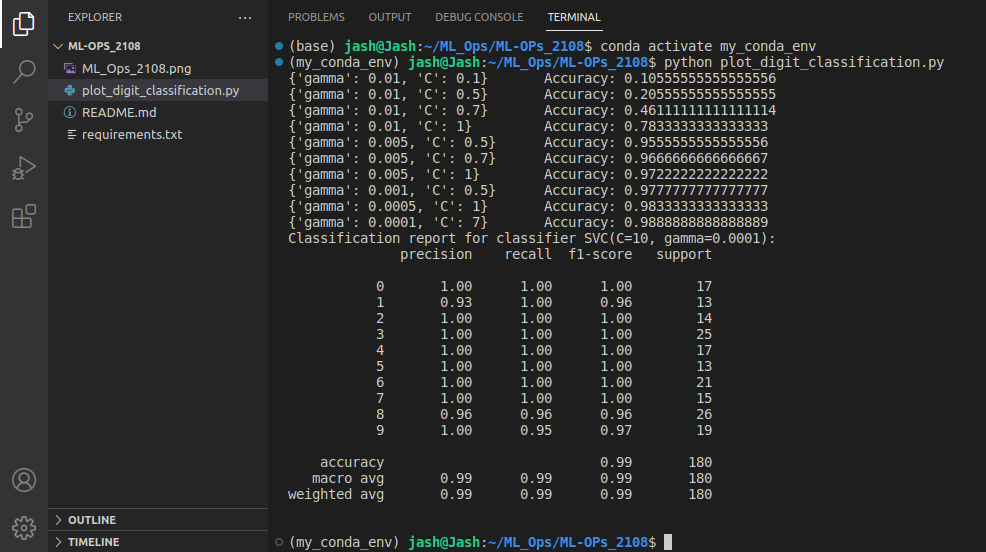 EXPLORER ...
ML-OPS_2108
ML_Ops_2108.png
plot_digit_classification.py
README.md
requirements.txt
OUTLINE
TIMELINE
PROBLEMS OUTPUT DEBUG CONSOLE TERMINAL
(base) jash@Jash:~/ML_Ops/ML-OPs_2108$ conda activate my_conda_env
(my_conda_env) jash@Jash:~/ML_Ops/ML-OPs_2108$ python plot_digit_classification.py
{'gamma': 0.01, 'C': 0.1} Accuracy: 0.10555555555555556
{'gamma': 0.01, 'C': 0.5} Accuracy: 0.20555555555555555
{'gamma': 0.01, 'C': 0.7} Accuracy: 0.46111111111111114
{'gamma': 0.01, 'C': 1} Accuracy: 0.7833333333333333
{'gamma': 0.005, 'C': 0.5} Accuracy: 0.9555555555555556
{'gamma': 0.005, 'C': 0.7} Accuracy: 0.9666666666666667
{'gamma': 0.005, 'C': 1} Accuracy: 0.9722222222222222
{'gamma': 0.001, 'C': 0.5} Accuracy: 0.9777777777777777
{'gamma': 0.0005, 'C': 1} Accuracy: 0.9833333333333333
{'gamma': 0.0001, 'C': 7} Accuracy: 0.9888888888888889
Classification report for classifier SVC(C=10, gamma=0.0001):
precision recall f1-score support
0 1.00 1.00 1.00 17
1 0.93 1.00 0.96 13
2 1.00 1.00 1.00 14
3 1.00 1.00 1.00 25
4 1.00 1.00 1.00 17
5 1.00 1.00 1.00 13
6 1.00 1.00 1.00 21
7 1.00 1.00 1.00 15
8 0.96 0.96 0.96 26
9 1.00 0.95 0.97 19
accuracy 0.99 180
macro avg 0.99 0.99 0.99 180
weighted avg 0.99 0.99 0.99 180
(my_conda_env) jash@Jash:~/ML_Ops/ML-OPs_2108$